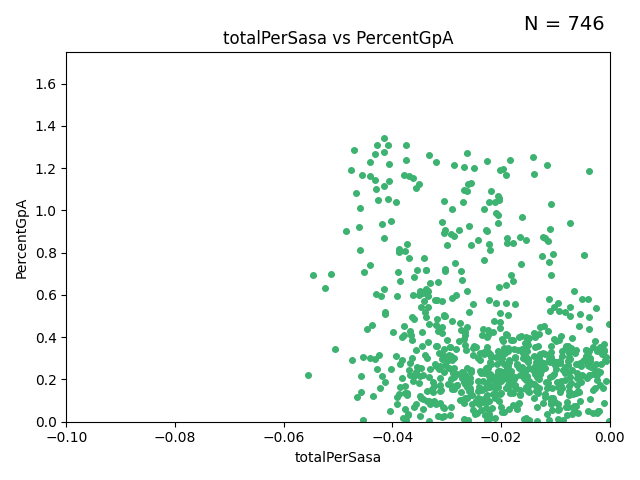 N = 746
totalPerSasa vs PercentGpA
PercentGpA
1.6
1.4
1.2
1.0
0.8
0.6
0.4
0.2
0.0
−0.10 −0.08 −0.06 −0.04 −0.02 0.00
totalPerSasa